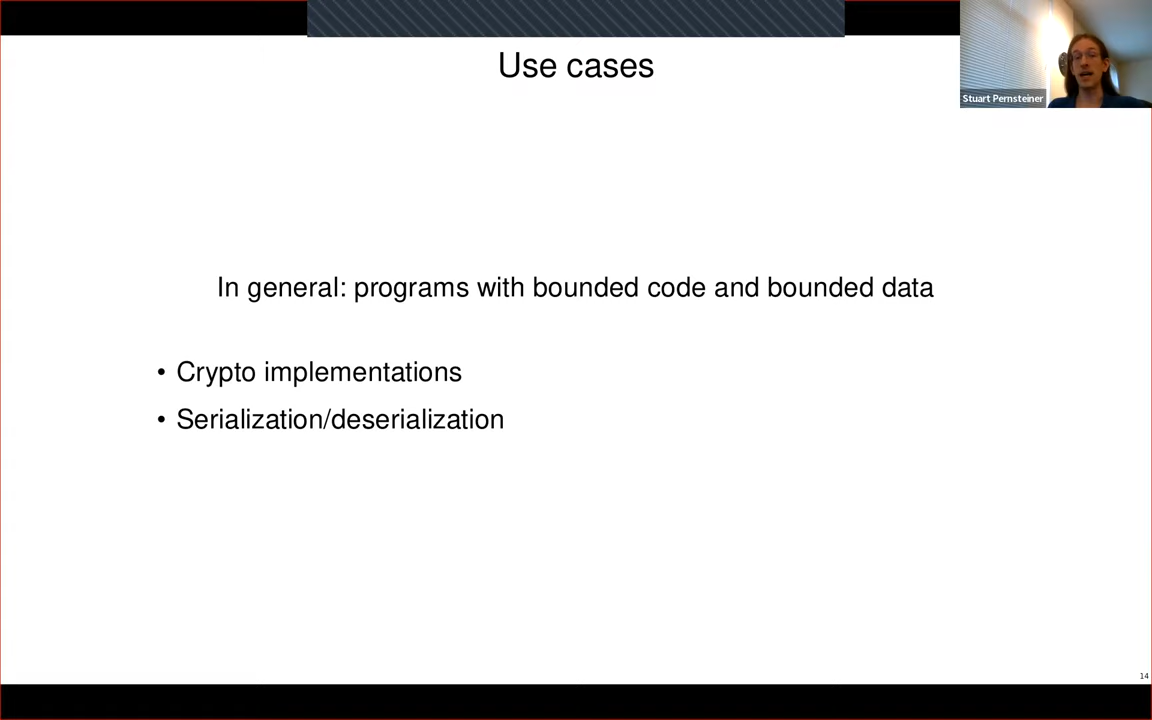 Use cases
Stuart Pernsteiner
In general: programs with bounded code and bounded data
• Crypto implementations
• Serialization/deserialization
14